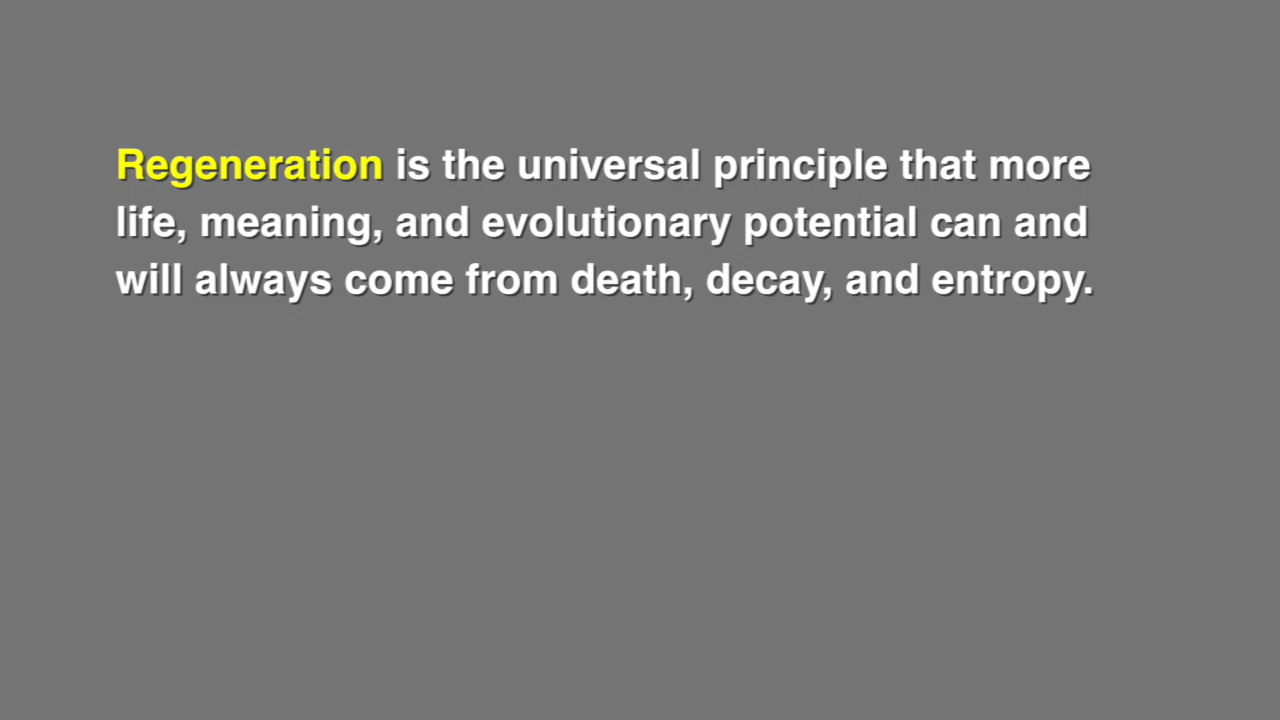 Regeneration is the universal principle that more
life, meaning, and evolutionary potential can and
will always come from death, decay, and entropy.